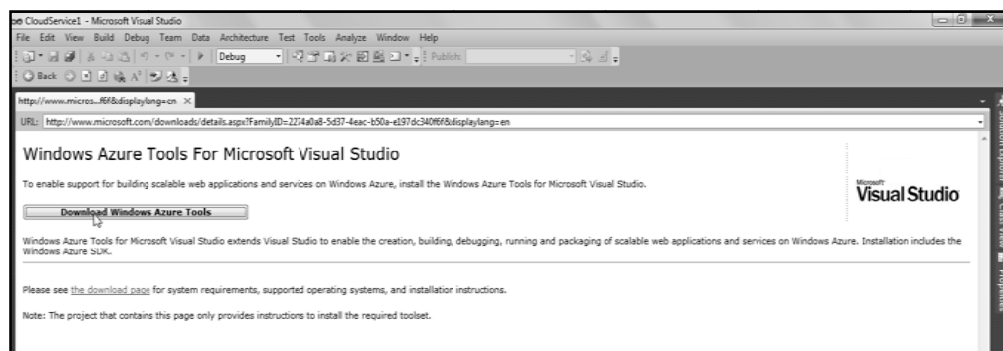 CloudService1 - Microsoft Visual Studio
File Edit View Build Debug Team Data Architecture Test Tools Analyze Window Help
Debug Publish:
Back
http://www.micros...f6f&displaylang=en
URL: http://www.microsoft.com/downloads/details.aspx?FamilyID=2274a0a8-5d37-4eac-b50a-e197dc340f6f&displaylang=en
Windows Azure Tools For Microsoft Visual Studio
To enable support for building scalable web applications and services on Windows Azure, install the Windows Azure Tools for Microsoft Visual Studio.
Microsoft
Visual Studio
Download Windows Azure Tools
Windows Azure Tools for Microsoft Visual Studio extends Visual Studio to enable the creation, building, debugging, running and packaging of scalable web applications and services on Windows Azure. Installation includes the
Windows Azure SDK.
Please see the download page for system requirements, supported operating systems, and installation instructions.
Note: The project that contains this page only provides instructions to install the required toolset.